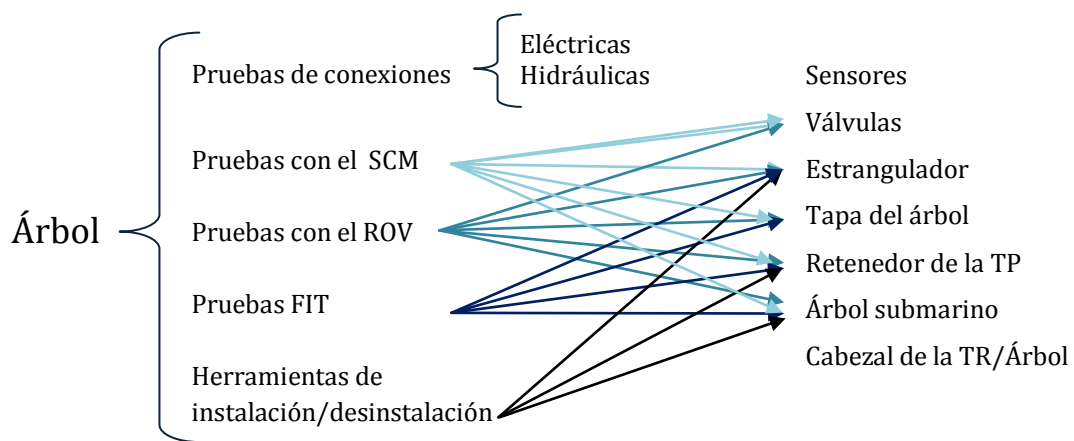 Árbol
Pruebas de conexiones
Eléctricas
Hidráulicas
Pruebas con el SCM
Pruebas con el ROV
Pruebas FIT
Herramientas de
instalación/desinstalación
Sensores
Válvulas
Estrangulador
Tapa del árbol
Retenedor de la TP
Árbol submarino
Cabezal de la TR/Árbol